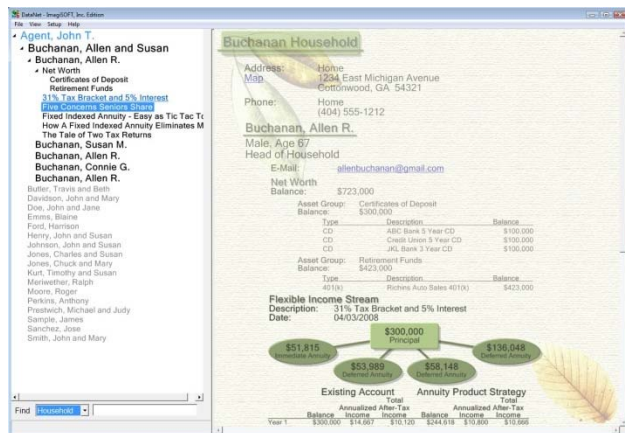 DataNet - ImagiSOFT, Inc. Edition
File View Setup Help
Agent, John T.
Buchanan, Allen and Susan
Buchanan, Allen R.
Net Worth
Certificates of Deposit
Retirement Funds
31% Tax Bracket and 5% Interest
Five Concerns Seniors Share
Fixed Indexed Annuity - Easy as Tic Tac To
How A Fixed Indexed Annuity Eliminates M
The Tale of Two Tax Returns
Buchanan, Susan M.
Buchanan, Allen R.
Buchanan, Connie G.
Buchanan, Allen R.
Butler, Travis and Beth
Davidson, John and Mary
Doe, John and Jane
Emms, Blaine
Ford, Harrison
Henry, John and Susan
Johnson, John and Susan
Jones, Charles and Susan
Jones, Chuck and Mary
Kurt, Timothy and Susan
Meriwether, Ralph
Moore, Roger
Perkins, Anthony
Prestwich, Michael and Judy
Sample, James
Sanchez, Jose
Smith, John and Mary
Find Household
Buchanan Household
Address: Home
Map 1234 East Michigan Avenue
Cottonwood, GA 54321
Phone: Home
(404) 555-1212
Buchanan, Allen R.
Male, Age 67
Head of Household
E-Mail: allenbuchanan@gmail.com
Net Worth
Balance: $723,000
Asset Group: Certificates of Deposit
Balance: $300,000
Type Description Balance
CD ABC Bank 5 Year CD $100,000
CD Credit Union 5 Year CD $100,000
CD JKL Bank 3 Year CD $100,000
Asset Group: Retirement Funds
Balance: $423,000
Type Description Balance
401(k) Richins Auto Sales 401(k) $423,000
Flexible Income Stream
Description: 31% Tax Bracket and 5% Interest
Date: 04/03/2008
$300,000
Principal
$51,815
Immediate Annuity
$136,048
Deferred Annuity
$53,989
Deferred Annuity
$58,148
Deferred Annuity
Existing Account Annuity Product Strategy
Total Total
Annualized After-Tax Annualized After-Tax
Balance Income Income Balance Income Income
Year 1 $300,000 $14,667 $10,120 $244,618 $10,800 $10,666